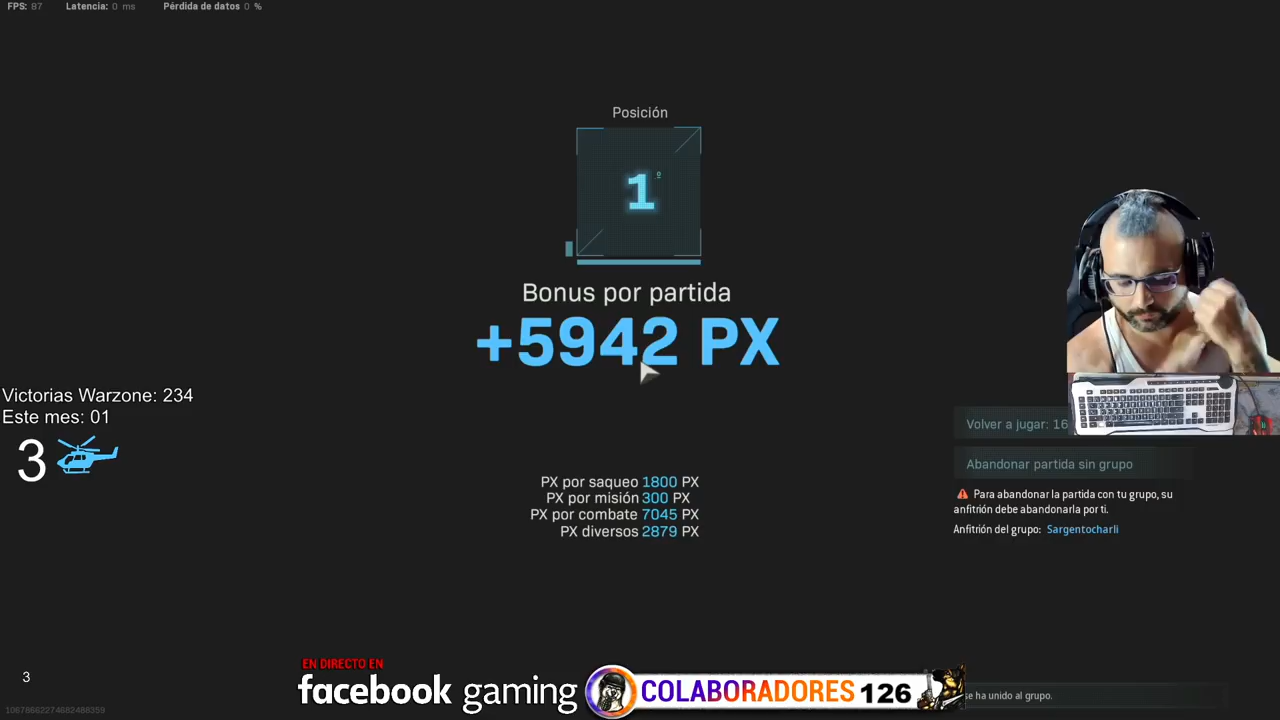 FPS: 87 Latencia: 0 ms Pérdida de datos 0 %
Posición
1.º
Bonus por partida
+5942 PX
Victorias Warzone: 234
Este mes: 01
3
Volver a jugar: 16
Abandonar partida sin grupo
Para abandonar la partida con tu grupo, su
anfitrión debe abandonarla por ti.
Anfitrión del grupo: Sargentocharli
PX por saqueo 1800 PX
PX por misión 300 PX
PX por combate 7045 PX
PX diversos 2879 PX
EN DIRECTO EN
facebook gaming
COLABORADORES 126
se ha unido al grupo.
3